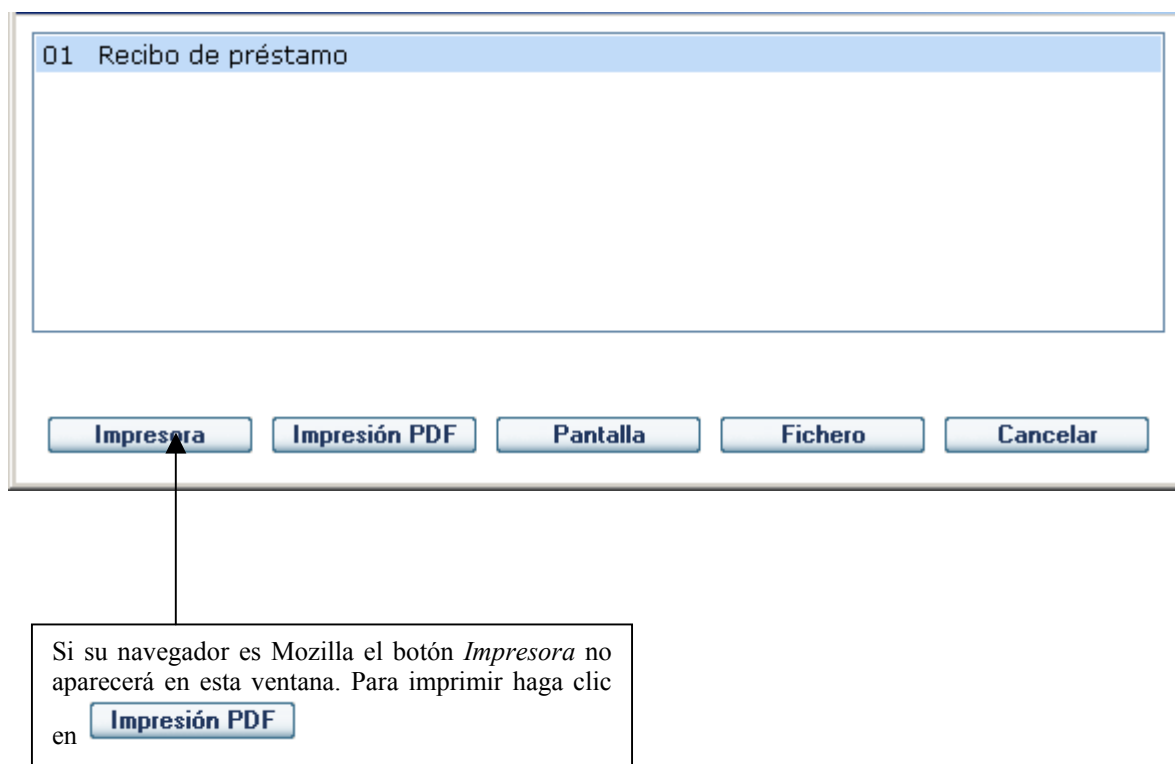 01 Recibo de préstamo
Impresora Impresión PDF Pantalla Fichero Cancelar
Si su navegador es Mozilla el botón Impresora no
aparecerá en esta ventana. Para imprimir haga clic
en Impresión PDF